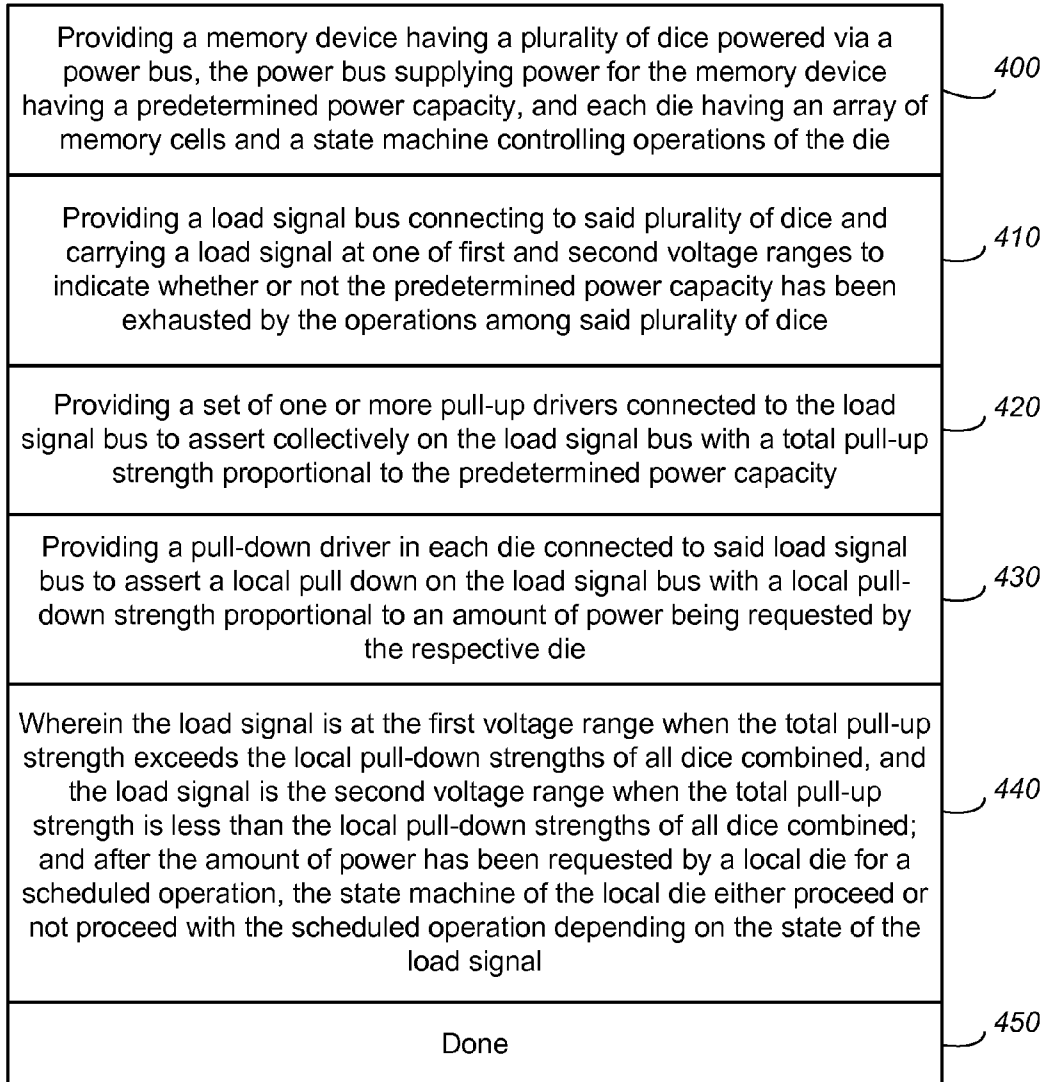 Providing a memory device having a plurality of dice powered via a
power bus, the power bus supplying power for the memory device
having a predetermined power capacity, and each die having an array of
memory cells and a state machine controlling operations of the die
400
Providing a load signal bus connecting to said plurality of dice and
carrying a load signal at one of first and second voltage ranges to
indicate whether or not the predetermined power capacity has been
exhausted by the operations among said plurality of dice
410
Providing a set of one or more pull-up drivers connected to the load
signal bus to assert collectively on the load signal bus with a total pull-up
strength proportional to the predetermined power capacity
420
Providing a pull-down driver in each die connected to said load signal
bus to assert a local pull down on the load signal bus with a local pull-
down strength proportional to an amount of power being requested by
the respective die
430
Wherein the load signal is at the first voltage range when the total pull-up
strength exceeds the local pull-down strengths of all dice combined, and
the load signal is the second voltage range when the total pull-up
strength is less than the local pull-down strengths of all dice combined;
and after the amount of power has been requested by a local die for a
scheduled operation, the state machine of the local die either proceed or
not proceed with the scheduled operation depending on the state of the
load signal
440
Done
450